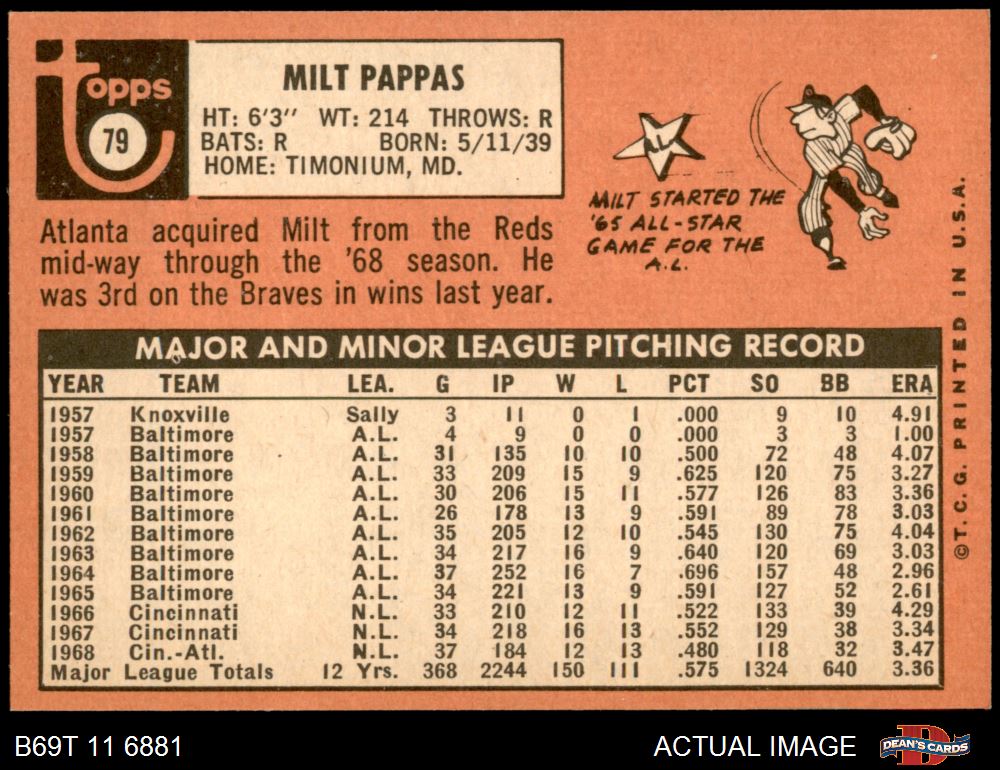 Topps
79
MILT PAPPAS
HT: 6'3" WT: 214 THROWS: R
BATS: R BORN: 5/11/39
HOME: TIMONIUM, MD.
Atlanta acquired Milt from the Reds
mid-way through the '68 season. He
was 3rd on the Braves in wins last year.
MILT STARTED THE
'65 ALL-STAR
GAME FOR THE
A.L.
MAJOR AND MINOR LEAGUE PITCHING RECORD
YEAR TEAM LEA. G IP W L PCT SO BB ERA
1957 Knoxville Sally 3 11 0 1 .000 9 10 4.91
1957 Baltimore A.L. 4 9 0 0 .000 3 3 1.00
1958 Baltimore A.L. 31 135 10 10 .500 72 48 4.07
1959 Baltimore A.L. 33 209 15 9 .625 120 75 3.27
1960 Baltimore A.L. 30 206 15 11 .577 126 83 3.36
1961 Baltimore A.L. 26 178 13 9 .591 89 78 3.03
1962 Baltimore A.L. 35 205 12 10 .545 130 75 4.04
1963 Baltimore A.L. 34 217 16 9 .640 120 69 3.03
1964 Baltimore A.L. 37 252 16 7 .696 157 48 2.96
1965 Baltimore A.L. 34 221 13 9 .591 127 52 2.61
1966 Cincinnati N.L. 33 210 12 11 .522 133 39 4.29
1967 Cincinnati N.L. 34 218 16 13 .552 129 38 3.34
1968 Cin.-Atl. N.L. 37 184 12 13 .480 118 32 3.47
Major League Totals 12 Yrs. 368 2244 150 111 .575 1324 640 3.36
©T. C. G. PRINTED IN U.S.A.
B69T 11 6881
ACTUAL IMAGE
D
DEAN'S CARDS